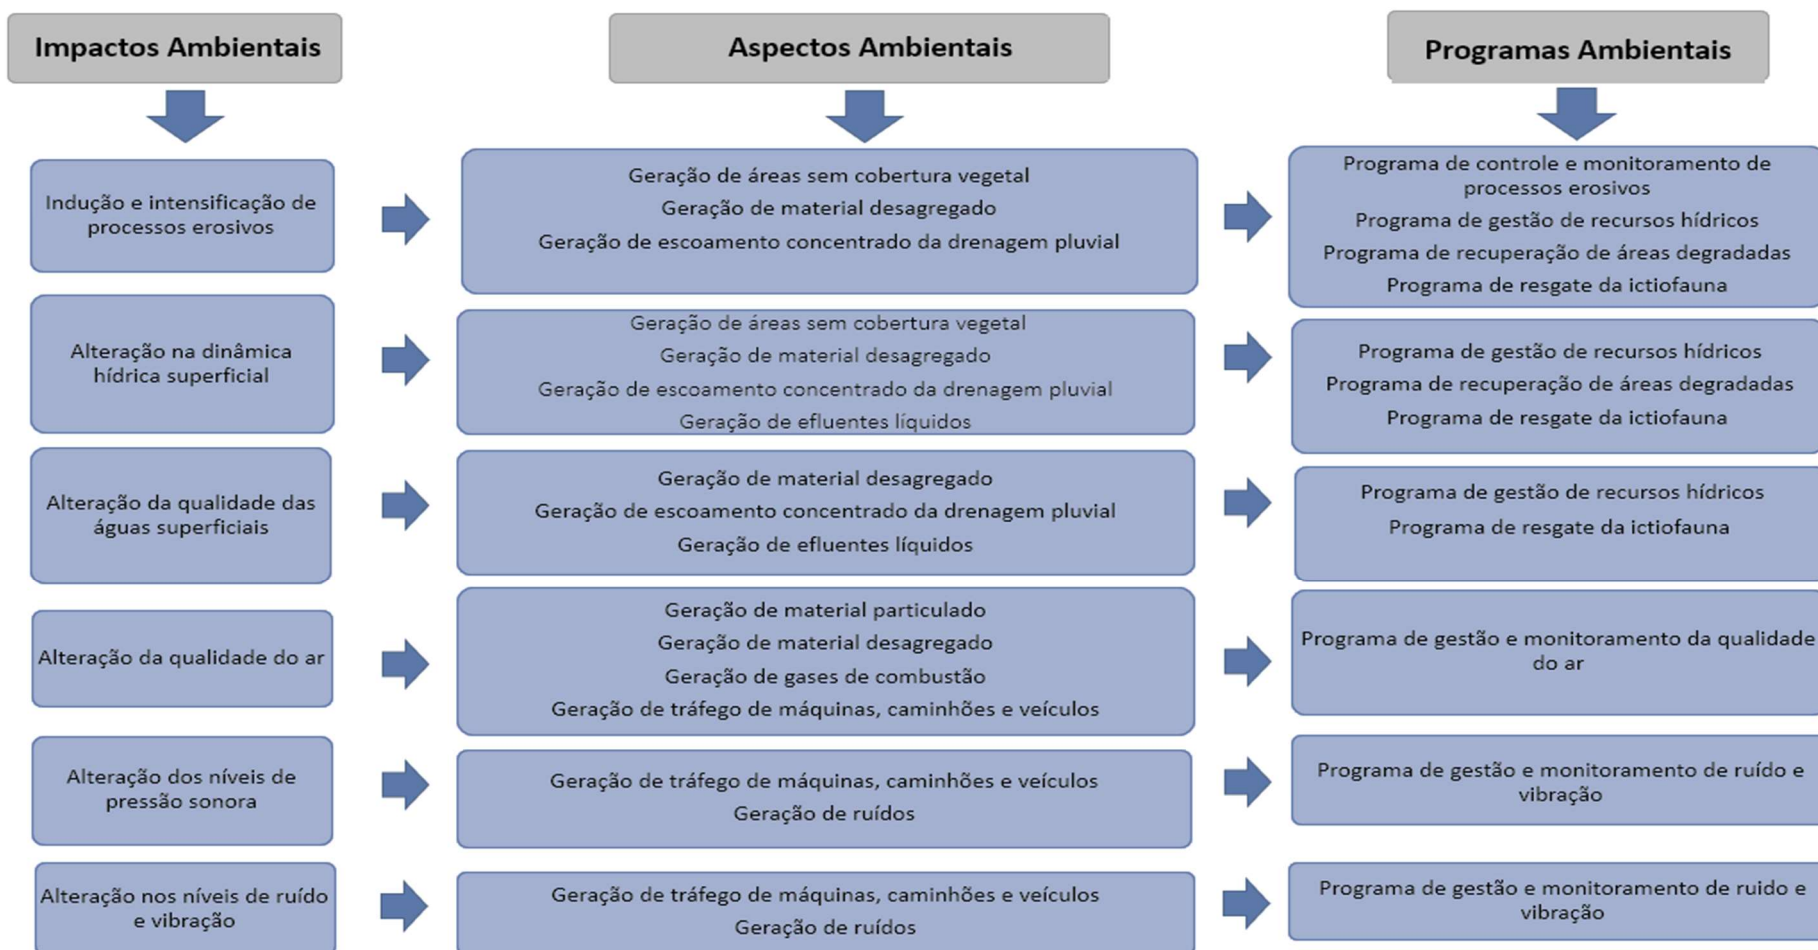 Impactos Ambientais
Aspectos Ambientais
Programas Ambientais
Indução e intensificação de
processos erosivos
Geração de áreas sem cobertura vegetal
Geração de material desagregado
Geração de escoamento concentrado da drenagem pluvial
Programa de controle e monitoramento de
processos erosivos
Programa de gestão de recursos hídricos
Programa de recuperação de áreas degradadas
Programa de resgate da ictiofauna
Alteração na dinâmica
hídrica superficial
Geração de áreas sem cobertura vegetal
Geração de material desagregado
Geração de escoamento concentrado da drenagem pluvial
Geração de efluentes líquidos
Programa de gestão de recursos hídricos
Programa de recuperação de áreas degradadas
Programa de resgate da ictiofauna
Alteração da qualidade das
águas superficiais
Geração de material desagregado
Geração de escoamento concentrado da drenagem pluvial
Geração de efluentes líquidos
Programa de gestão de recursos hídricos
Programa de resgate da ictiofauna
Alteração da qualidade do ar
Geração de material particulado
Geração de material desagregado
Geração de gases de combustão
Geração de tráfego de máquinas, caminhões e veículos
Programa de gestão e monitoramento da qualidade
do ar
Alteração dos níveis de
pressão sonora
Geração de tráfego de máquinas, caminhões e veículos
Geração de ruídos
Programa de gestão e monitoramento de ruído e
vibração
Alteração nos níveis de ruído
e vibração
Geração de tráfego de máquinas, caminhões e veículos
Geração de ruídos
Programa de gestão e monitoramento de ruido e
vibração